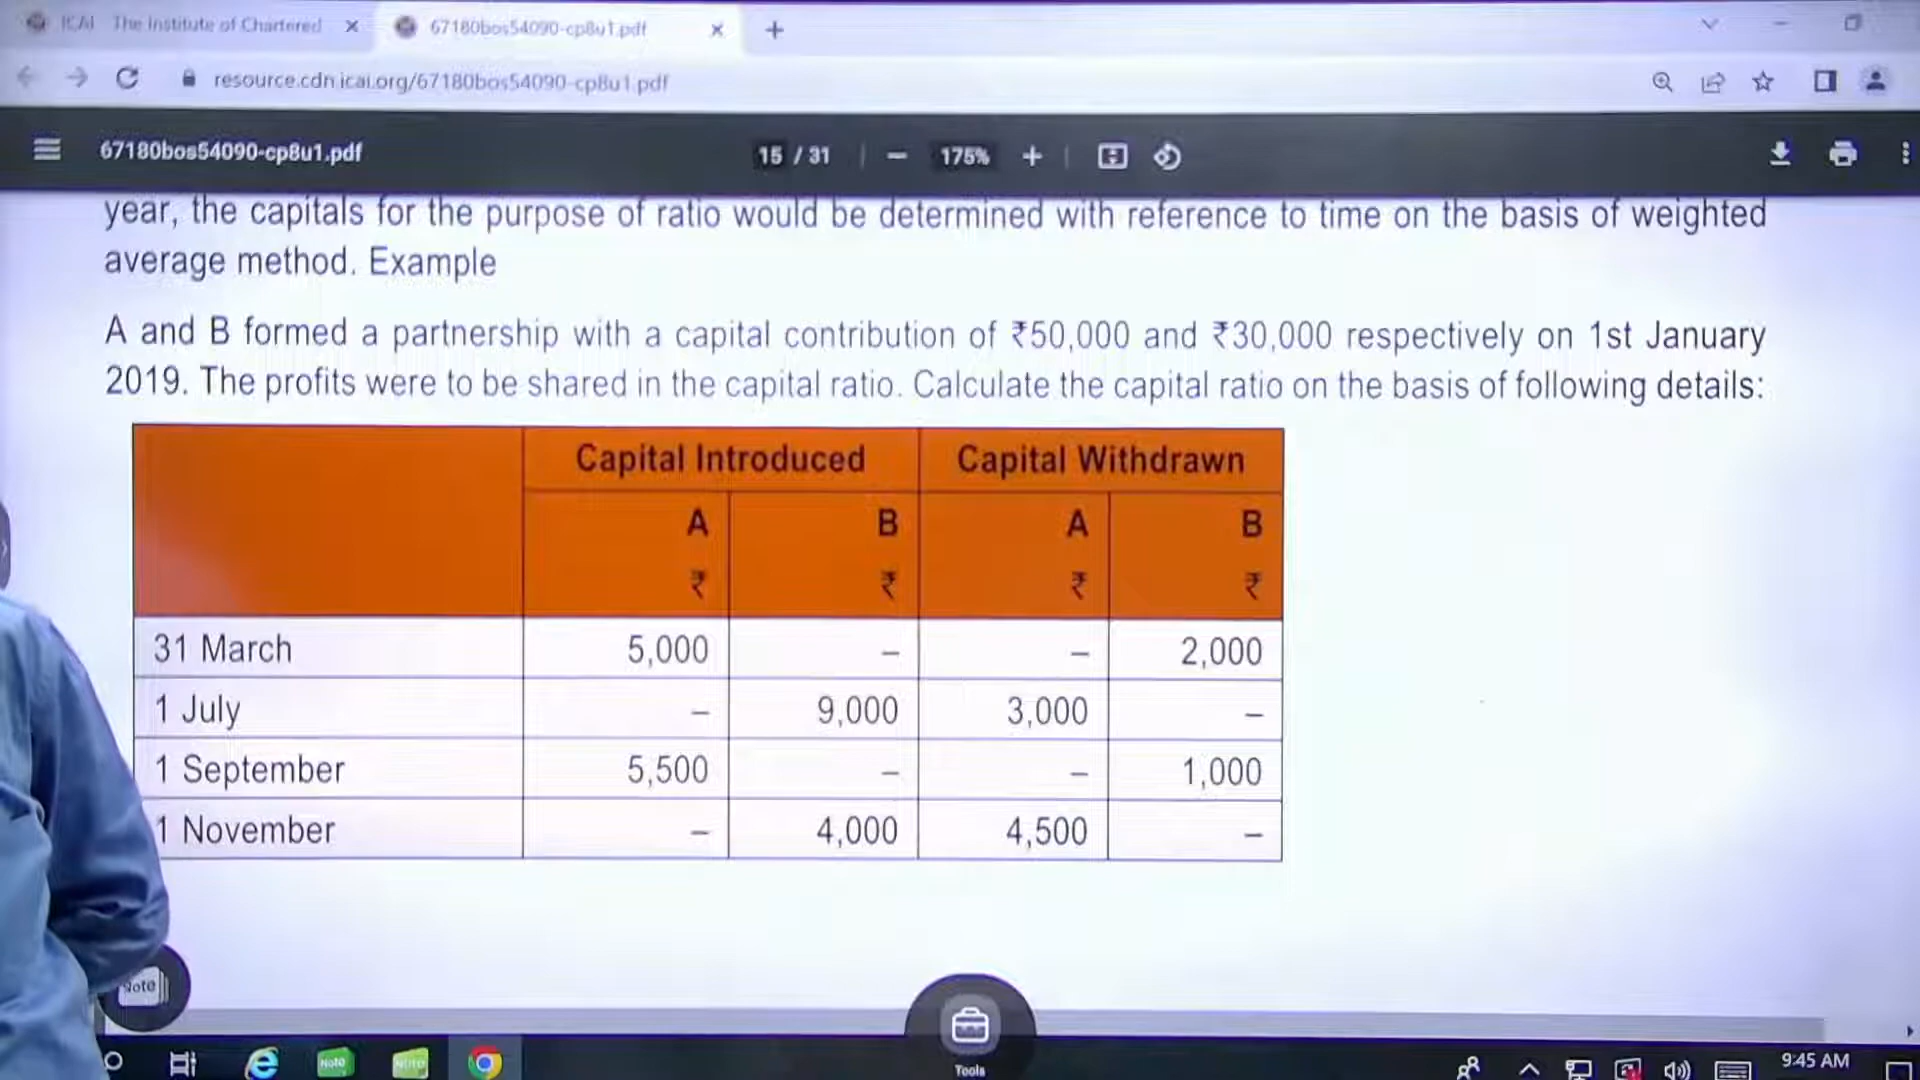 ICAI The Institute of Chartered
67180bos54090-cp8u1.pdf
resource.cdn.icai.org/67180bos54090-cp8u1.pdf
67180bos54090-cp8u1.pdf
15 / 31
175%
year, the capitals for the purpose of ratio would be determined with reference to time on the basis of weighted
average method. Example
A and B formed a partnership with a capital contribution of ₹50,000 and ₹30,000 respectively on 1st January
2019. The profits were to be shared in the capital ratio. Calculate the capital ratio on the basis of following details:
Capital Introduced Capital Withdrawn
A B A B
₹ ₹ ₹ ₹
31 March 5,000 – – 2,000
1 July – 9,000 3,000 –
1 September 5,500 – – 1,000
1 November – 4,000 4,500 –
Note
Note
Note
Tools
9:45 AM